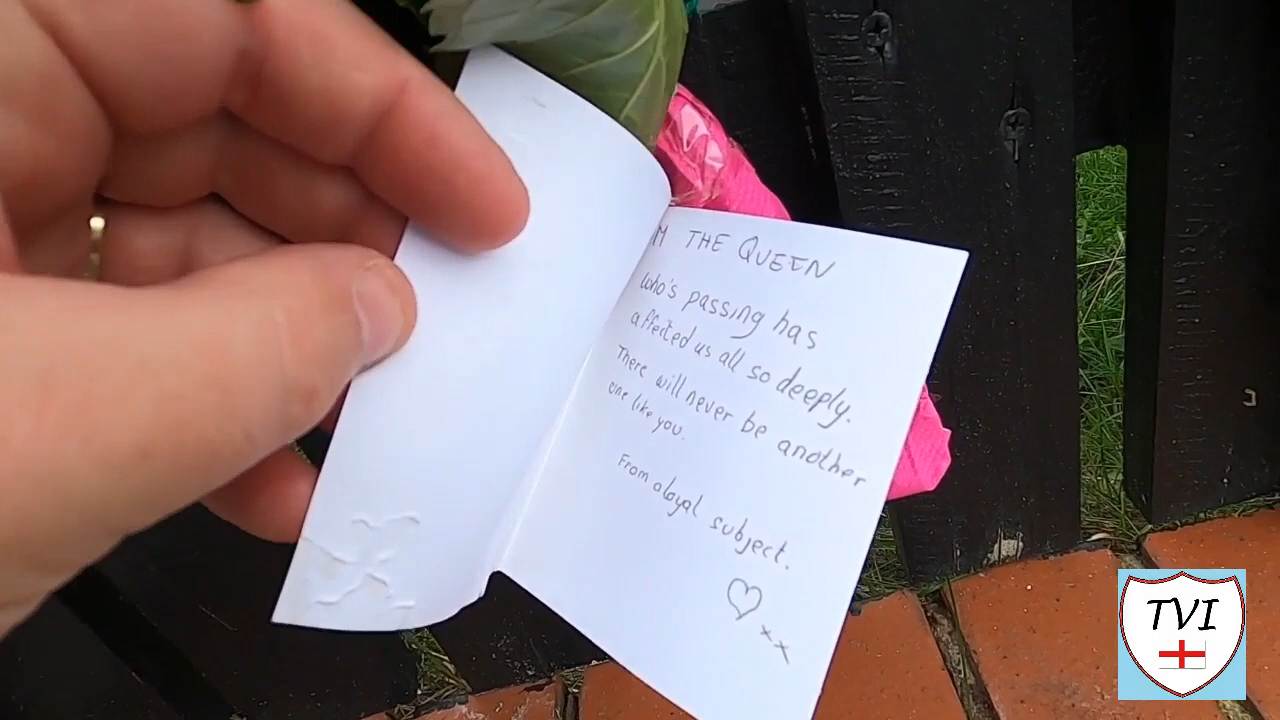 M THE QUEEN
Who's passing has
affected us all so deeply.
There will never be another
one like you.
From a loyal subject.
xx
TVI